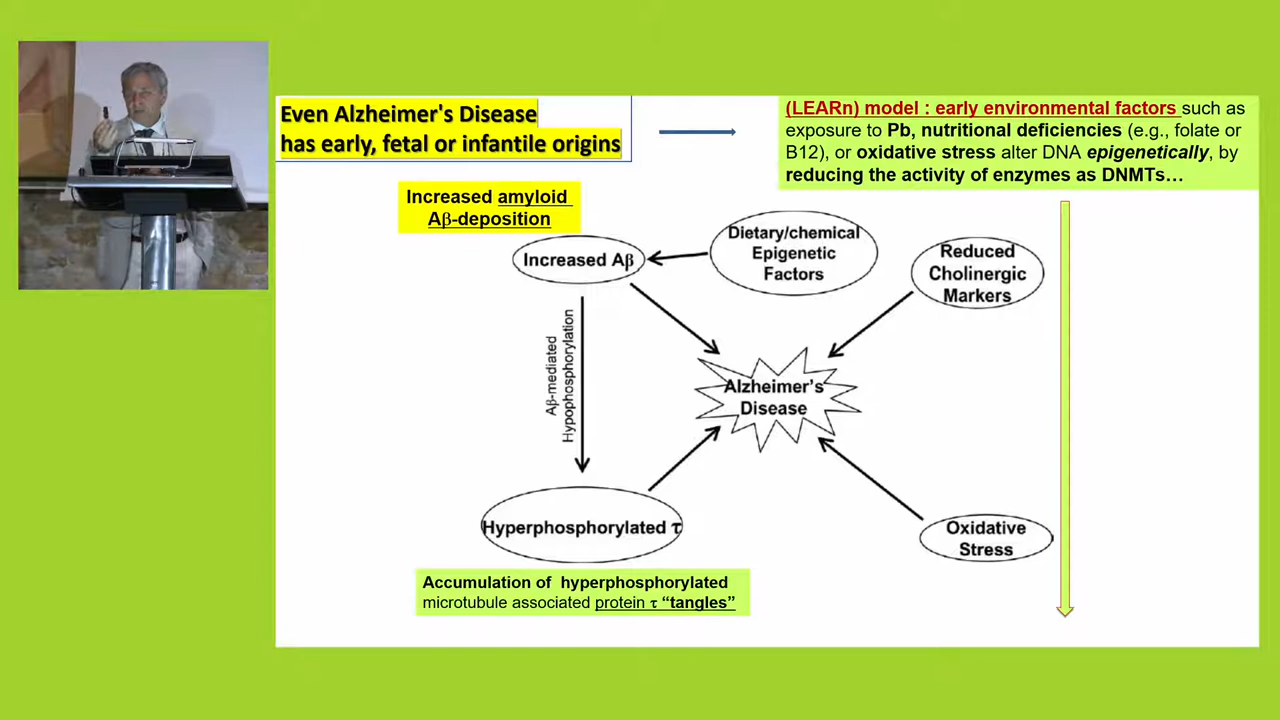 Even Alzheimer's Disease
has early, fetal or infantile origins
(LEARn) model : early environmental factors such as
exposure to Pb, nutritional deficiencies (e.g., folate or
B12), or oxidative stress alter DNA epigenetically, by
reducing the activity of enzymes as DNMTs...
Increased amyloid
Aβ-deposition
Increased Aβ
Dietary/chemical
Epigenetic
Factors
Reduced
Cholinergic
Markers
Aβ-mediated
Hypophosphorylation
Alzheimer's
Disease
Hyperphosphorylated τ
Oxidative
Stress
Accumulation of hyperphosphorylated
microtubule associated protein τ “tangles”